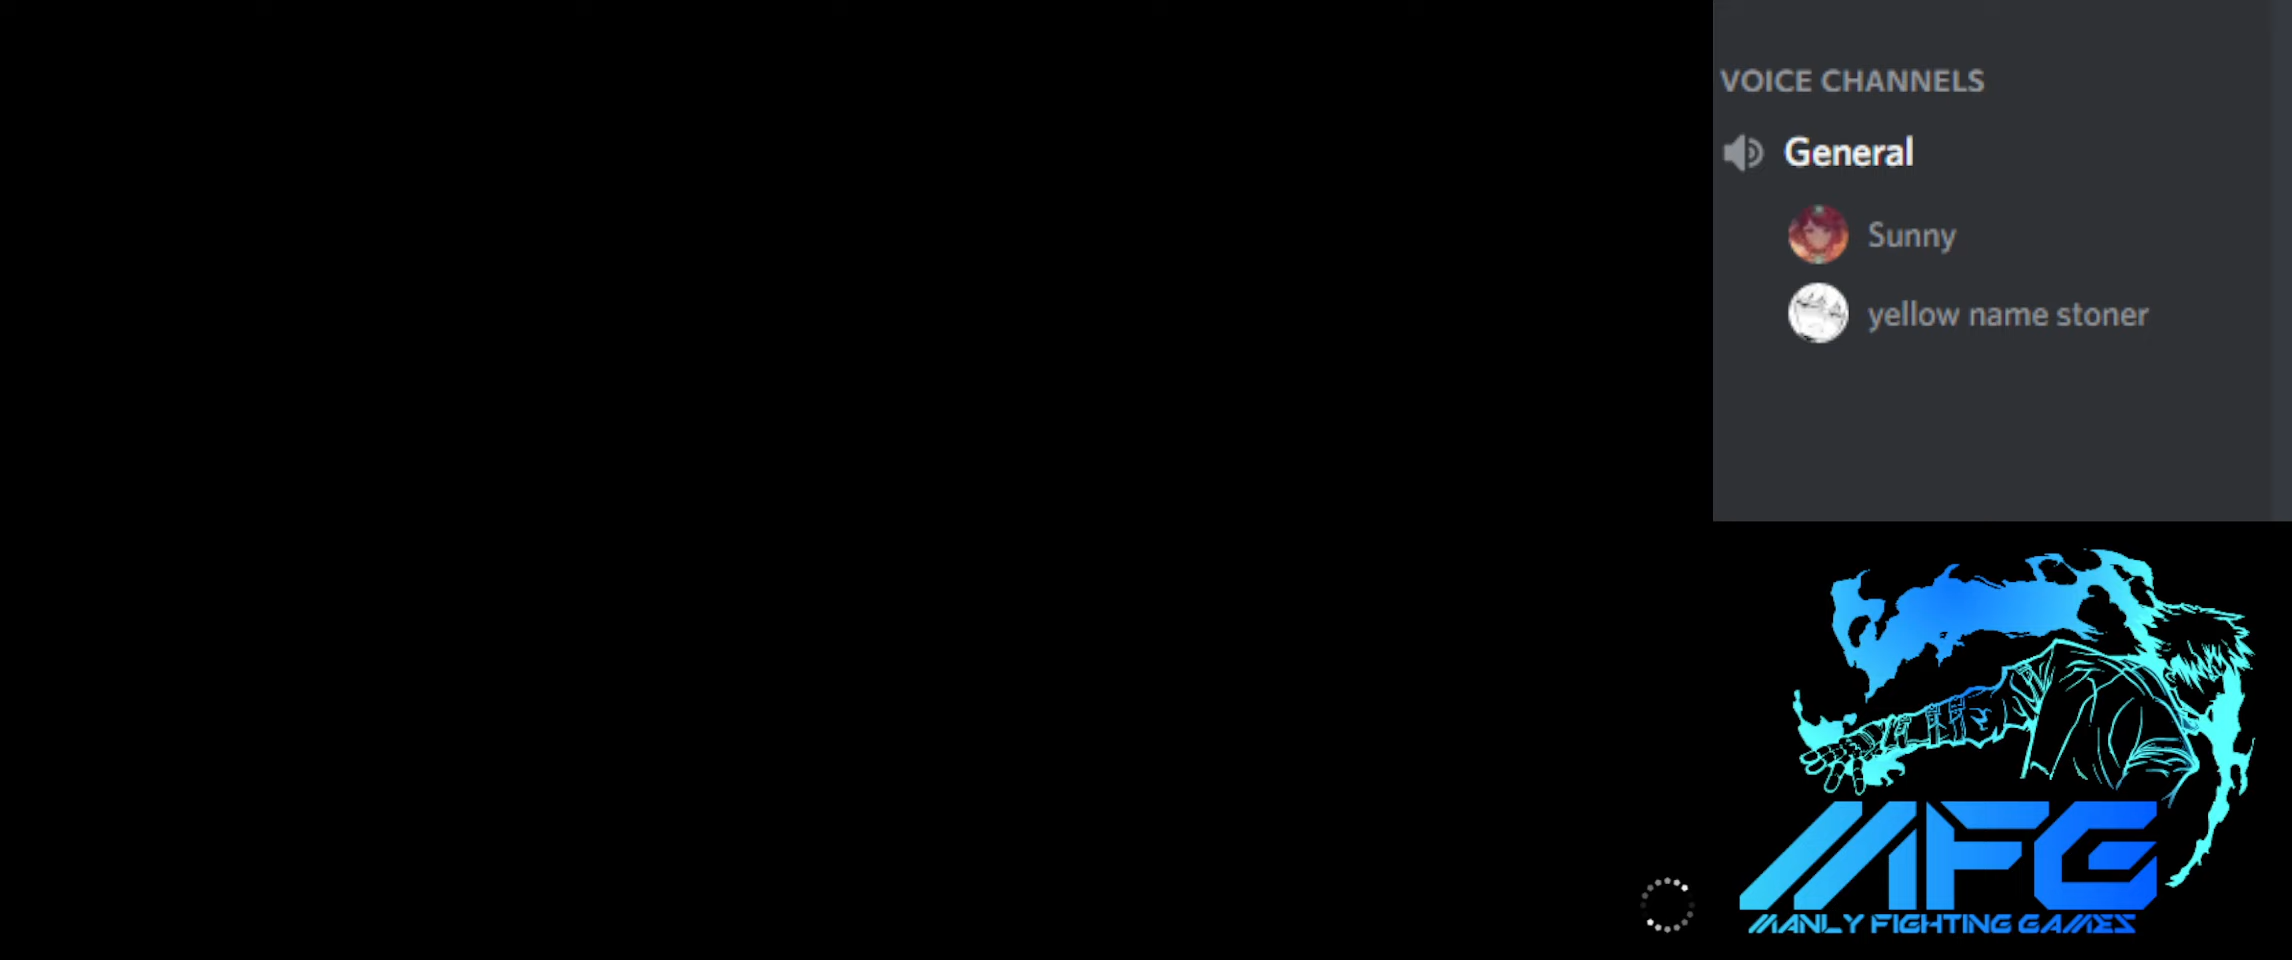 VOICE CHANNELS
General
Sunny
yellow name stoner
MFG
MANLY FIGHTING GAMES